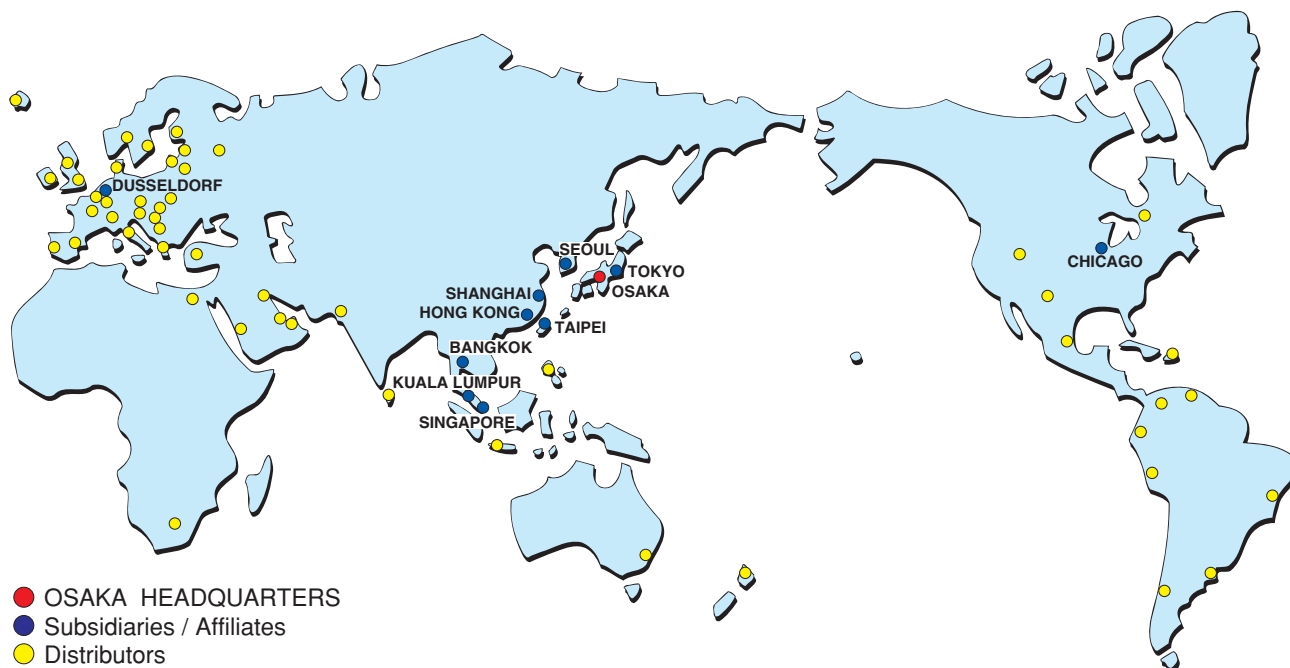 DUSSELDORF
SEOUL
TOKYO
OSAKA
CHICAGO
SHANGHAI
HONG KONG
TAIPEI
BANGKOK
KUALA LUMPUR
SINGAPORE
OSAKA HEADQUARTERS
Subsidiaries / Affiliates
Distributors